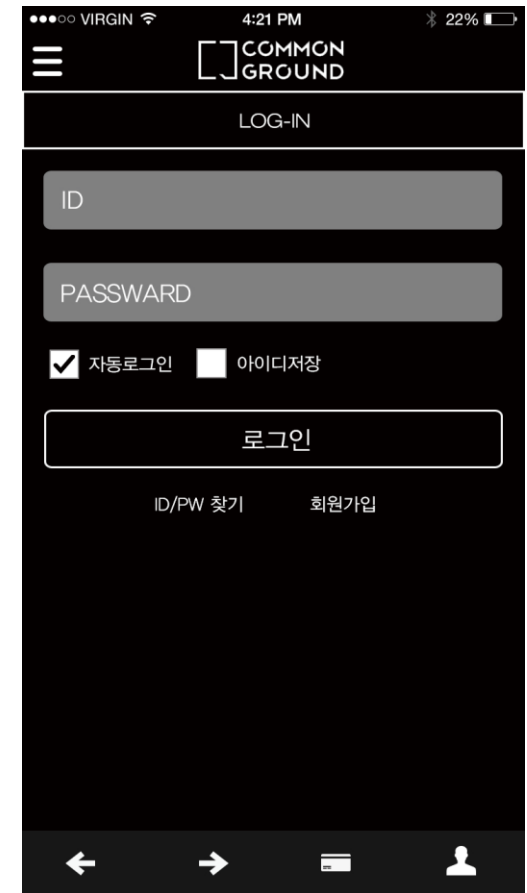 VIRGIN 4:21 PM 22%
COMMON
GROUND
LOG-IN
ID
PASSWARD
자동로그인 아이디저장
로그인
ID/PW 찾기 회원가입